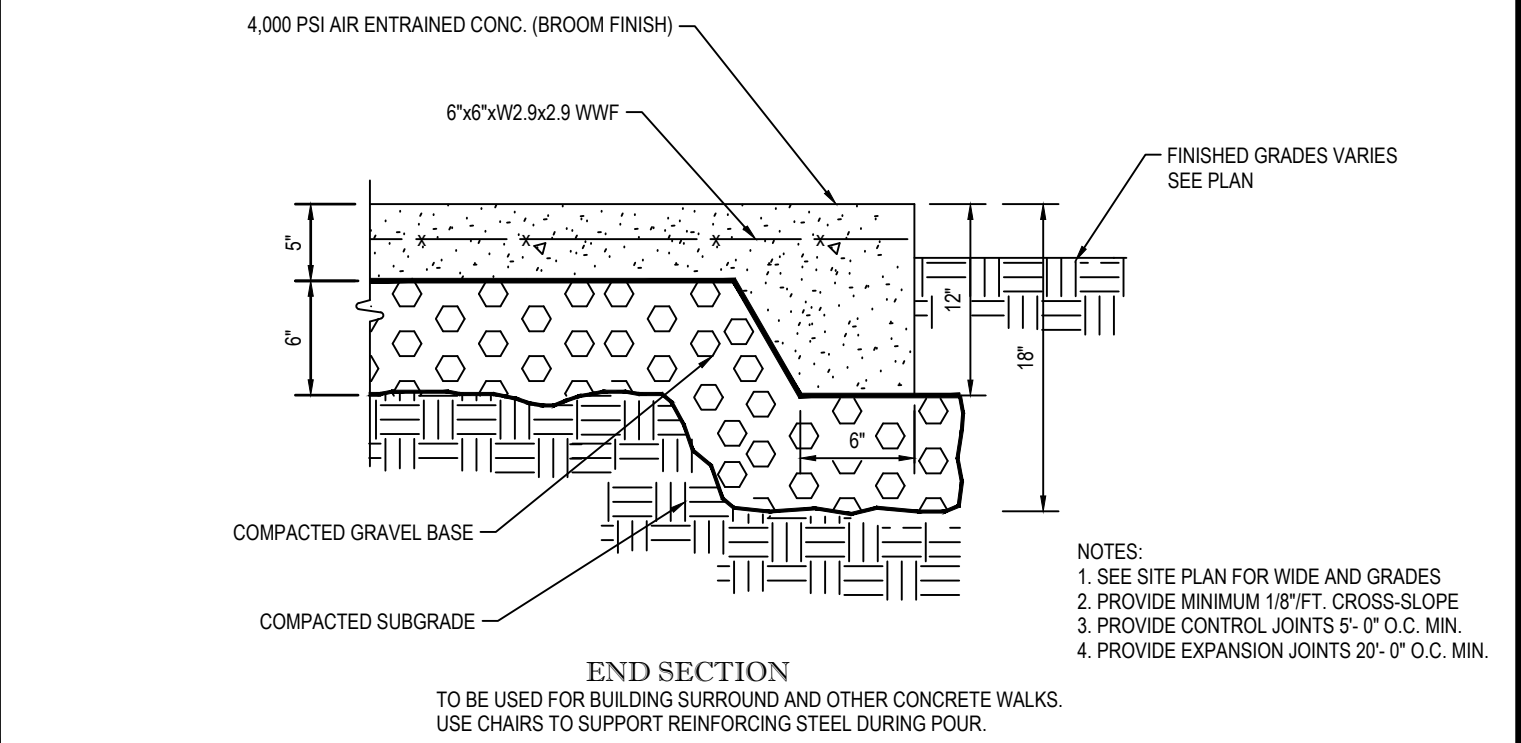 4,000 PSI AIR ENTRAINED CONC. (BROOM FINISH)
6"x6"xW2.9x2.9 WWF
FINISHED GRADES VARIES
SEE PLAN
5"
6"
12"
18"
6"
COMPACTED GRAVEL BASE
COMPACTED SUBGRADE
NOTES:
1. SEE SITE PLAN FOR WIDE AND GRADES
2. PROVIDE MINIMUM 1/8"/FT. CROSS-SLOPE
3. PROVIDE CONTROL JOINTS 5'- 0" O.C. MIN.
4. PROVIDE EXPANSION JOINTS 20'- 0" O.C. MIN.
END SECTION
TO BE USED FOR BUILDING SURROUND AND OTHER CONCRETE WALKS.
USE CHAIRS TO SUPPORT REINFORCING STEEL DURING POUR.